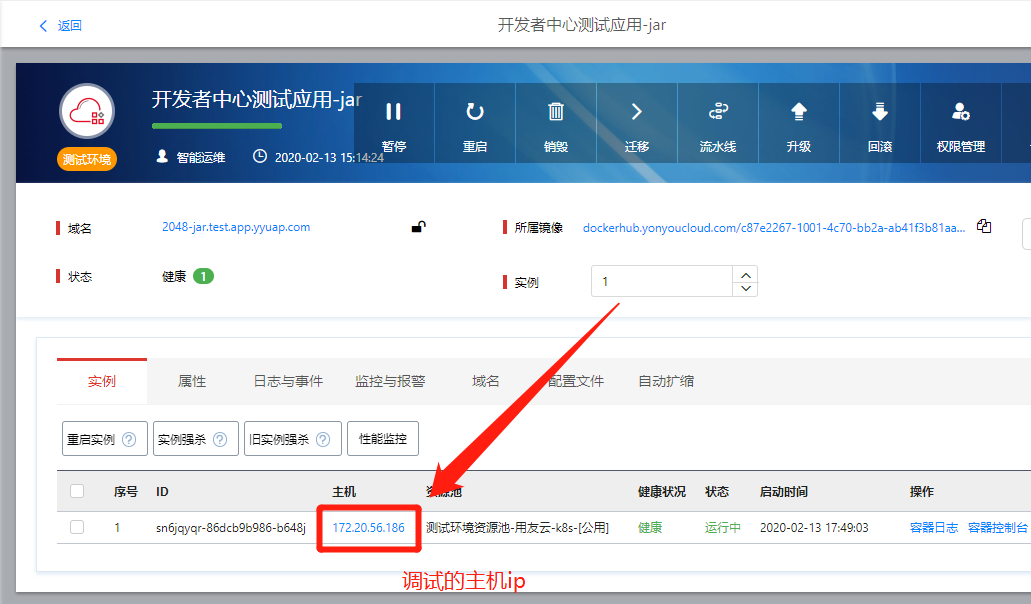 返回
开发者中心测试应用-jar
开发者中心测试应用-jar
测试环境
智能运维
2020-02-13 15:14:24
暂停
重启
销毁
迁移
流水线
升级
回滚
权限管理
域名
2048-jar.test.app.yyuap.com
所属镜像
dockerhub.yonyoucloud.com/c87e2267-1001-4c70-bb2a-ab41f3b81aa...
状态
健康 1
实例
1
实例
属性
日志与事件
监控与报警
域名
配置文件
自动扩缩
重启实例 ?
实例强杀 ?
旧实例强杀 ?
性能监控
序号 ID 主机 资源池 健康状况 状态 启动时间 操作
1 sn6jqyqr-86dcb9b986-b648j 172.20.56.186 测试环境资源池-用友云-k8s-[公用] 健康 运行中 2020-02-13 17:49:03 容器日志 容器控制台
调试的主机ip